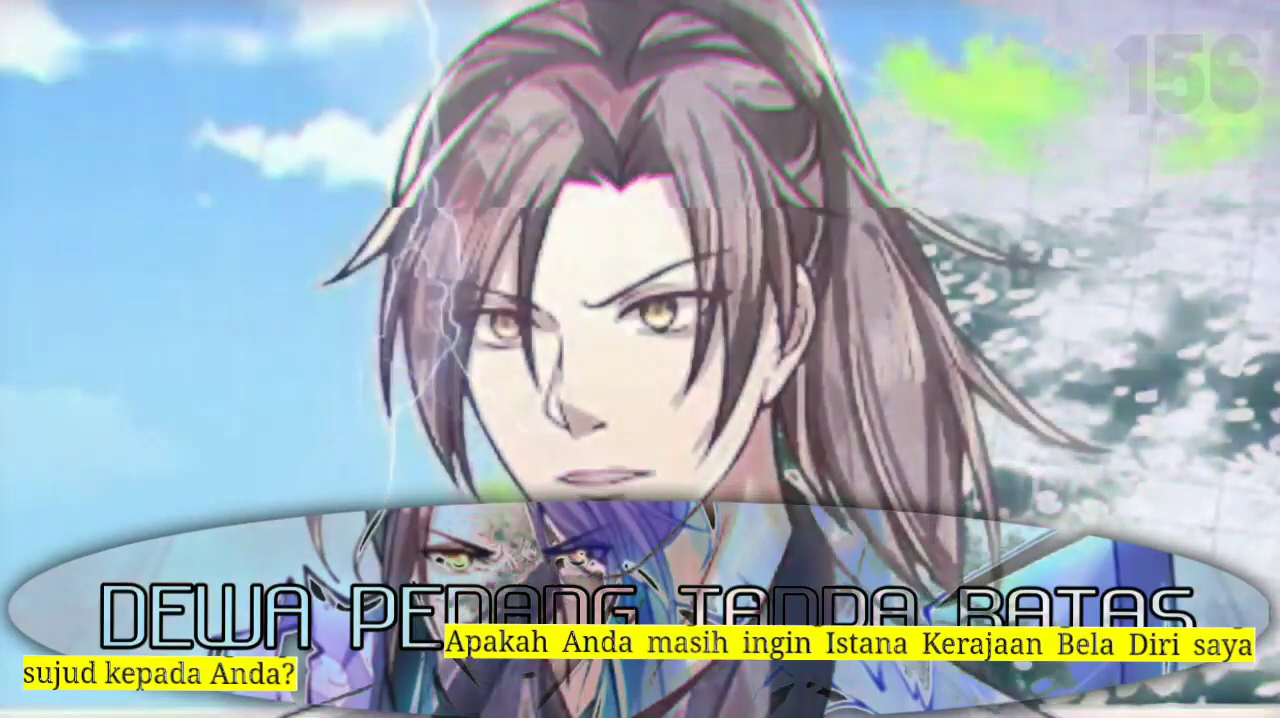 156
DEWA PEDANG TANPA BATAS
Apakah Anda masih ingin Istana Kerajaan Bela Diri saya
sujud kepada Anda?